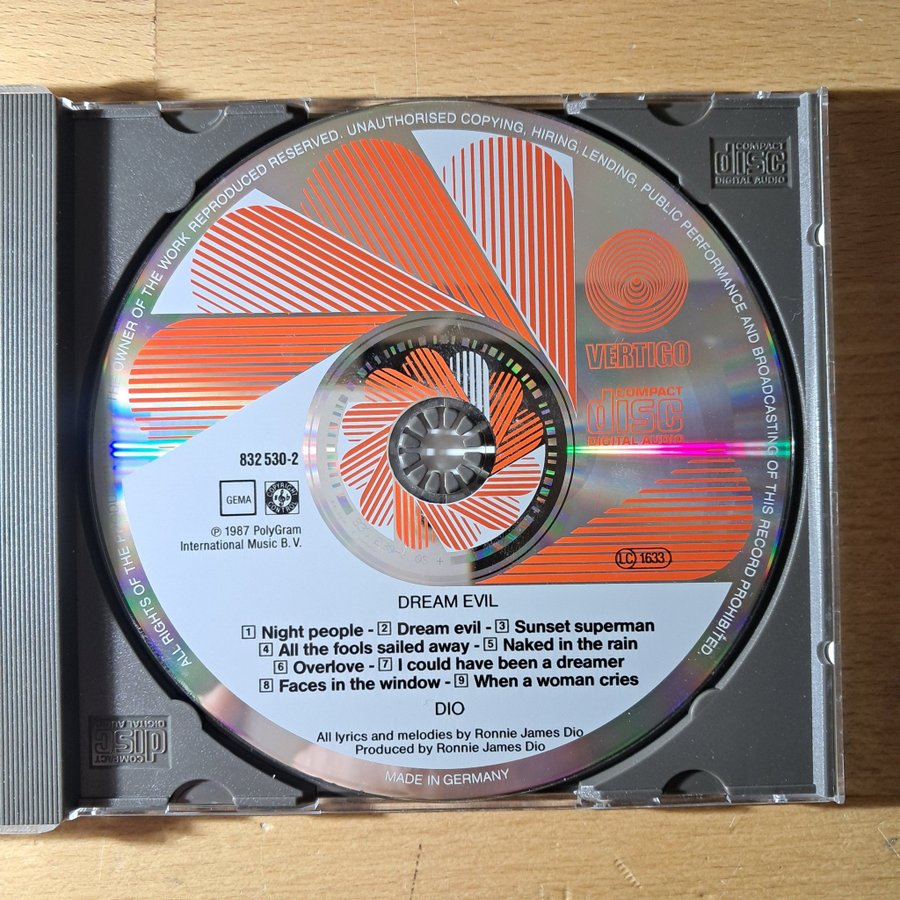 ALL RIGHTS OF THE OWNER OF THE WORK REPRODUCED RESERVED. UNAUTHORISED COPYING, HIRING, LENDING, PUBLIC PERFORMANCE AND BROADCASTING OF THIS RECORD PROHIBITED.
COMPACT
disc
DIGITAL AUDIO
VERTIGO
COMPACT
disc
DIGITAL AUDIO
832 530-2
GEMA
COPYRIGHT CONTROL
℗ 1987 PolyGram
International Music B. V.
LC 1633
DREAM EVIL
1 Night people - 2 Dream evil - 3 Sunset superman
4 All the fools sailed away - 5 Naked in the rain
6 Overlove - 7 I could have been a dreamer
8 Faces in the window - 9 When a woman cries
DIO
All lyrics and melodies by Ronnie James Dio
Produced by Ronnie James Dio
MADE IN GERMANY
COMPACT
disc
DIGITAL AUDIO